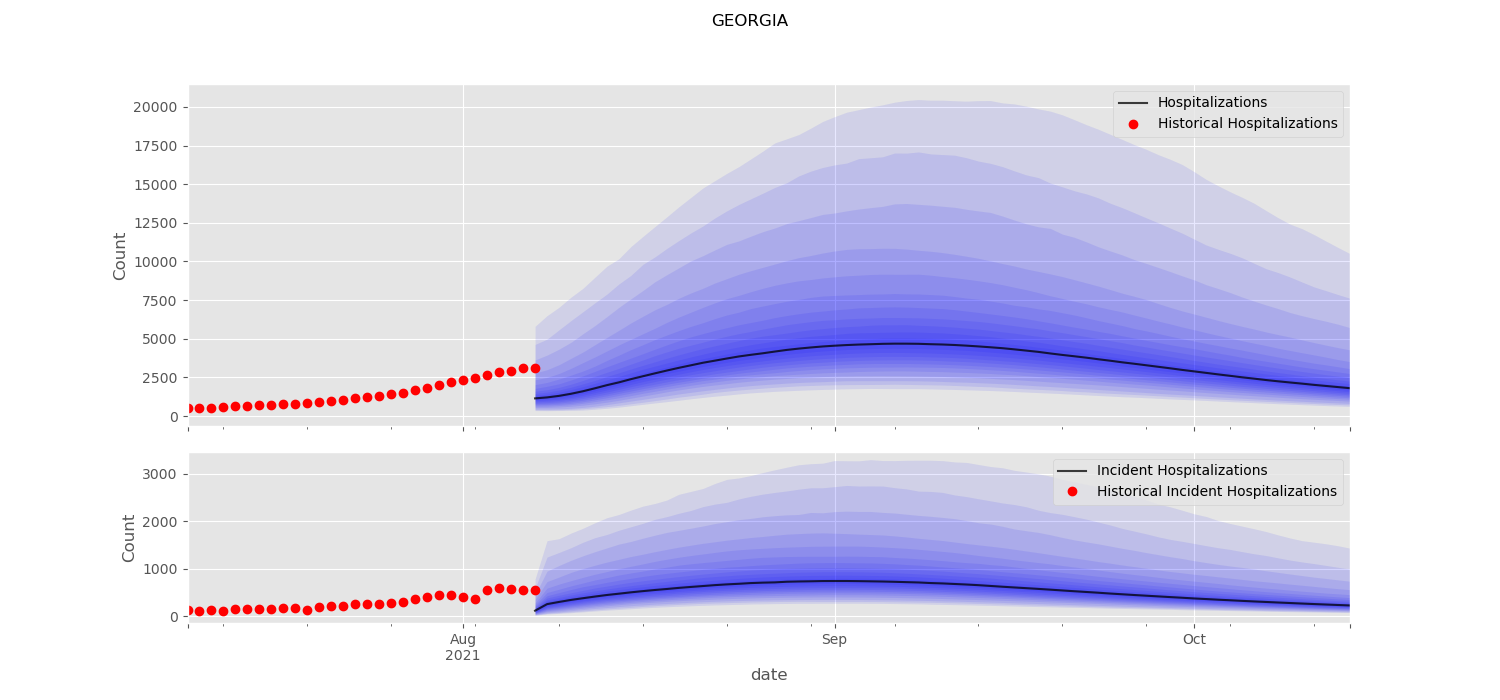 GEORGIA
20000
17500
15000
12500
10000
7500
5000
2500
0
Count
Hospitalizations
Historical Hospitalizations
3000
2000
1000
0
Count
Incident Hospitalizations
Historical Incident Hospitalizations
Aug
2021
Sep
Oct
date